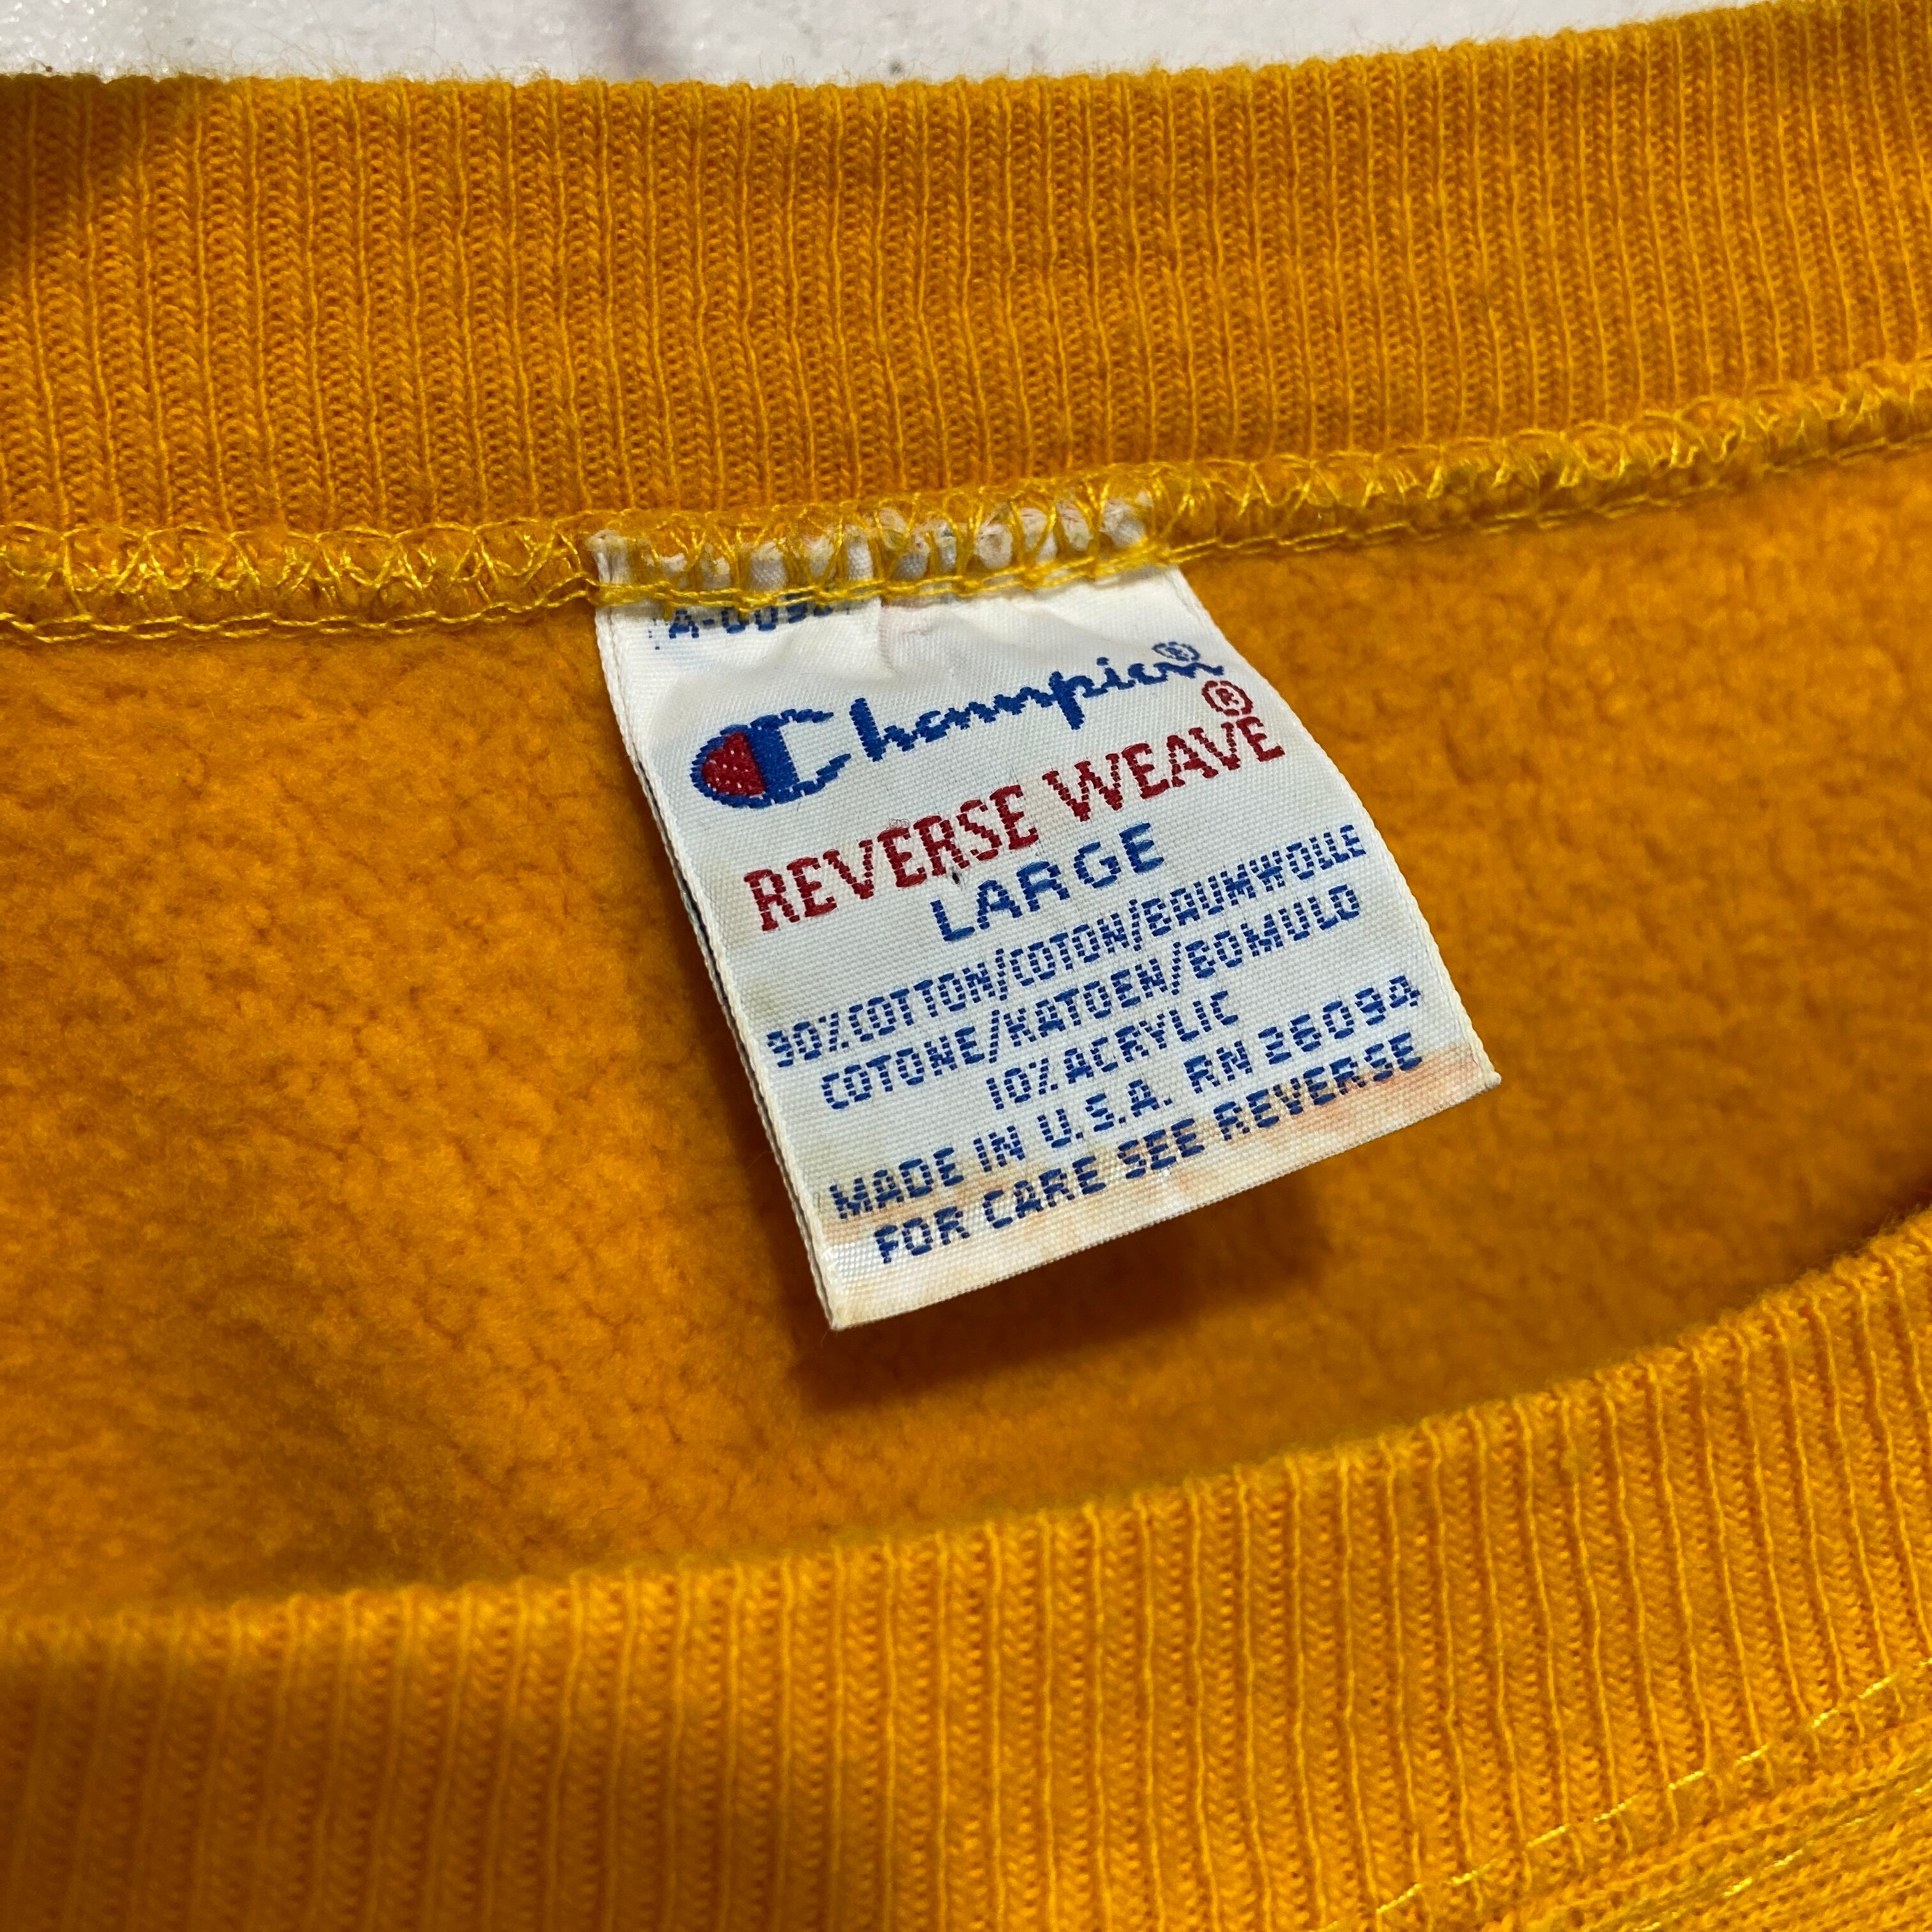 Champion®
REVERSE WEAVE®
LARGE
90% COTTON/COTON/BAUMWOLLE
COTONE/KATOEN/BOMULD
10% ACRYLIC
MADE IN U.S.A. RN 26094
FOR CARE SEE REVERSE